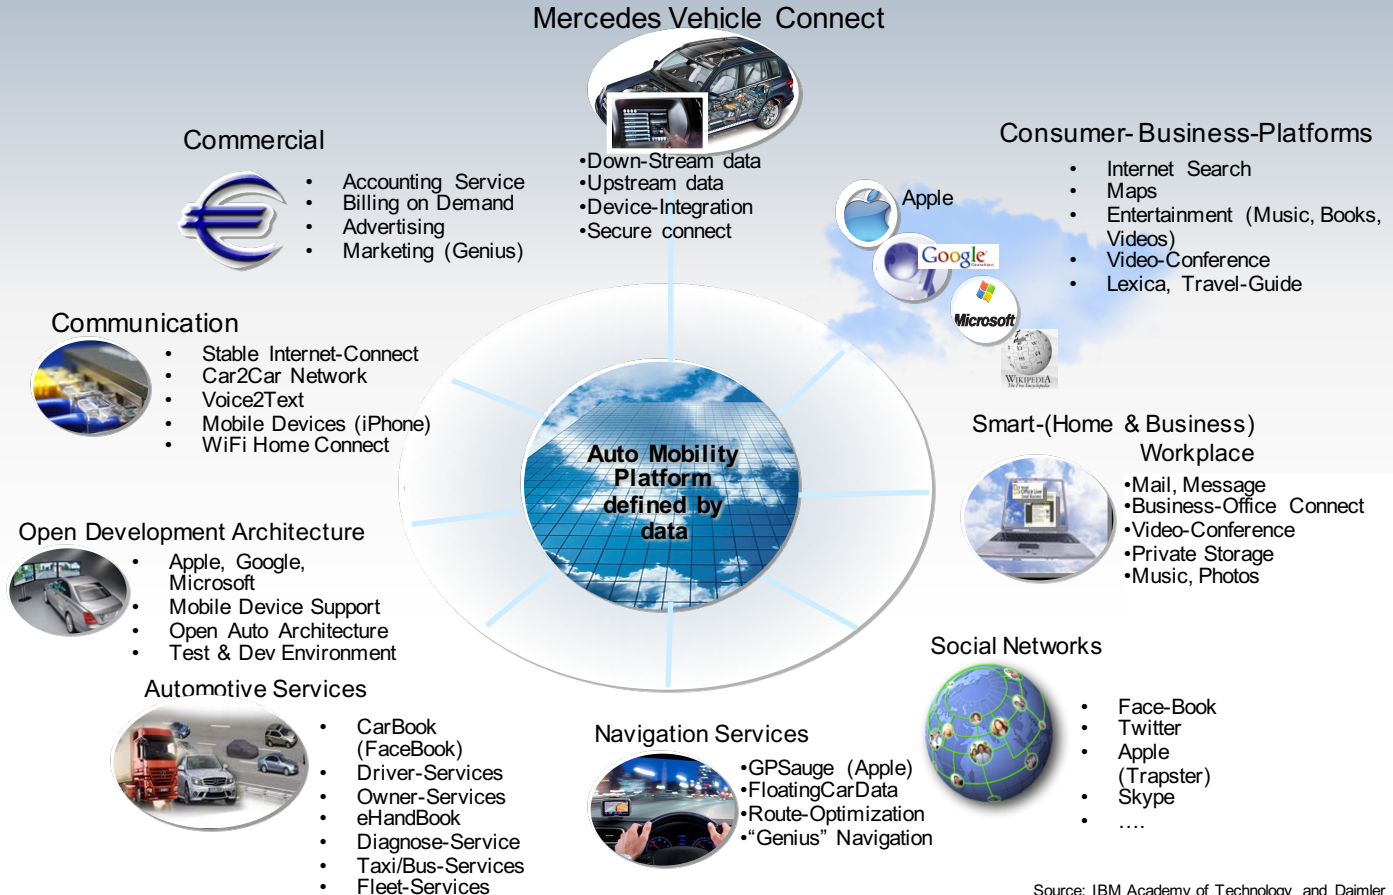 Mercedes Vehicle Connect
•Down-Stream data
•Upstream data
•Device-Integration
•Secure connect
Commercial
• Accounting Service
• Billing on Demand
• Advertising
• Marketing (Genius)
Consumer-Business-Platforms
• Internet Search
• Maps
• Entertainment (Music, Books,
Videos)
• Video-Conference
• Lexica, Travel-Guide
Apple
Google
Microsoft
WIKIPEDIA
The Free Encyclopedia
Communication
• Stable Internet-Connect
• Car2Car Network
• Voice2Text
• Mobile Devices (iPhone)
• WiFi Home Connect
Auto Mobility
Platform
defined by
data
Smart-(Home & Business)
Workplace
•Mail, Message
•Business-Office Connect
•Video-Conference
•Private Storage
•Music, Photos
Open Development Architecture
• Apple, Google,
Microsoft
• Mobile Device Support
• Open Auto Architecture
• Test & Dev Environment
Social Networks
• Face-Book
• Twitter
• Apple
(Trapster)
• Skype
• ....
Automotive Services
• CarBook
(FaceBook)
• Driver-Services
• Owner-Services
• eHandBook
• Diagnose-Service
• Taxi/Bus-Services
• Fleet-Services
Navigation Services
•GPSauge (Apple)
•FloatingCarData
•Route-Optimization
•“Genius” Navigation
Source: IBM Academy of Technology and Daimler